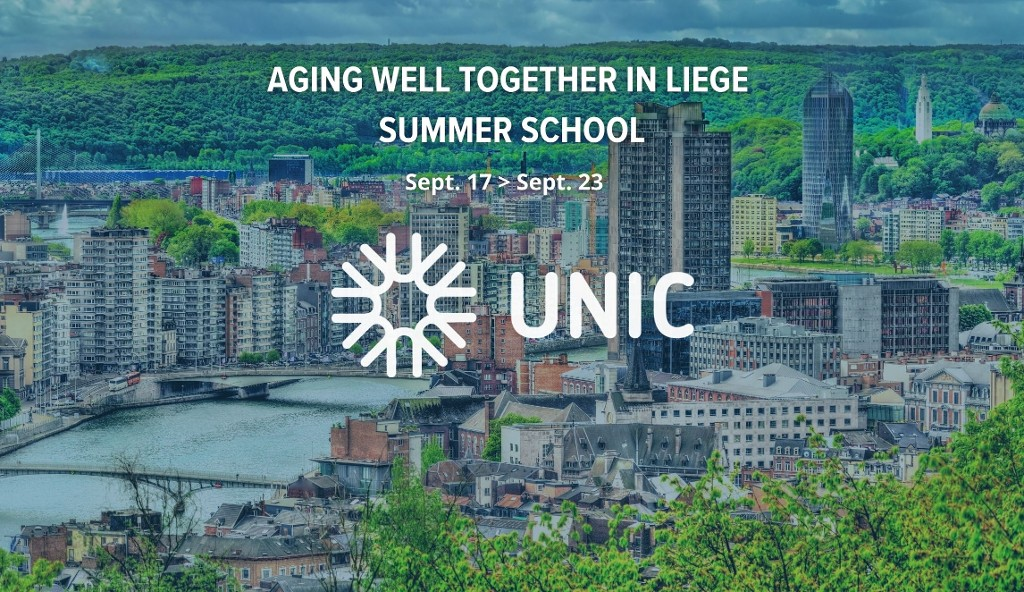 AGING WELL TOGETHER IN LIEGE
SUMMER SCHOOL
Sept. 17 > Sept. 23
UNIC